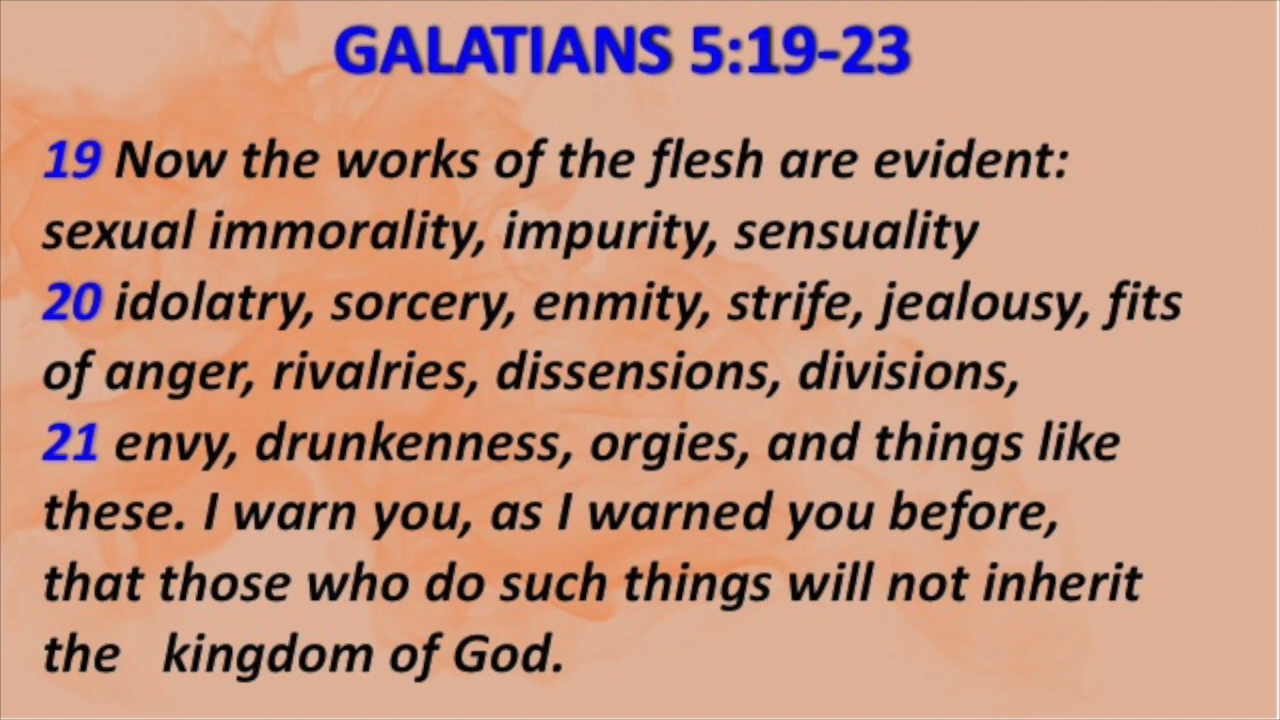 GALATIANS 5:19-23
19 Now the works of the flesh are evident:
sexual immorality, impurity, sensuality
20 idolatry, sorcery, enmity, strife, jealousy, fits
of anger, rivalries, dissensions, divisions,
21 envy, drunkenness, orgies, and things like
these. I warn you, as I warned you before,
that those who do such things will not inherit
the   kingdom of God.